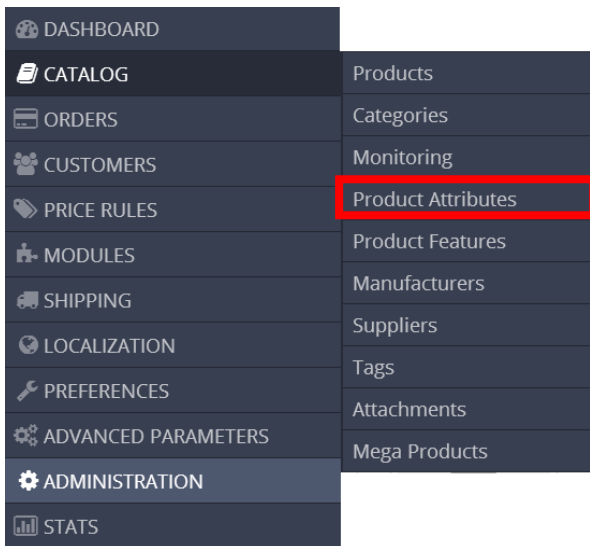 DASHBOARD
CATALOG
ORDERS
CUSTOMERS
PRICE RULES
MODULES
SHIPPING
LOCALIZATION
PREFERENCES
ADVANCED PARAMETERS
ADMINISTRATION
STATS
Products
Categories
Monitoring
Product Attributes
Product Features
Manufacturers
Suppliers
Tags
Attachments
Mega Products